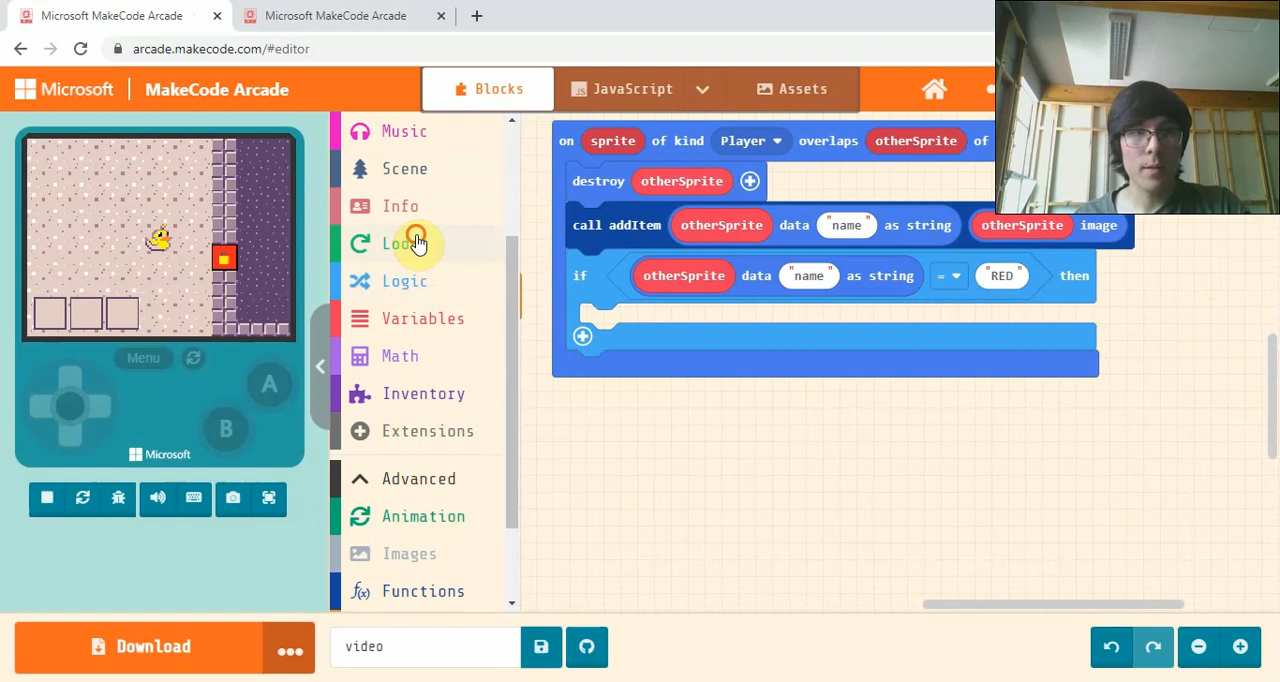 Microsoft MakeCode Arcade
Microsoft MakeCode Arcade
arcade.makecode.com/#editor
Microsoft
MakeCode Arcade
Blocks
JS JavaScript
Assets
Music
Scene
Info
Logic
Variables
Math
Inventory
Extensions
Advanced
Animation
Images
f(x) Functions
on sprite of kind Player overlaps otherSprite of
destroy otherSprite
call addItem otherSprite data "name" as string otherSprite image
if otherSprite data "name" as string = "RED" then
Menu
A
B
Microsoft
Download
video